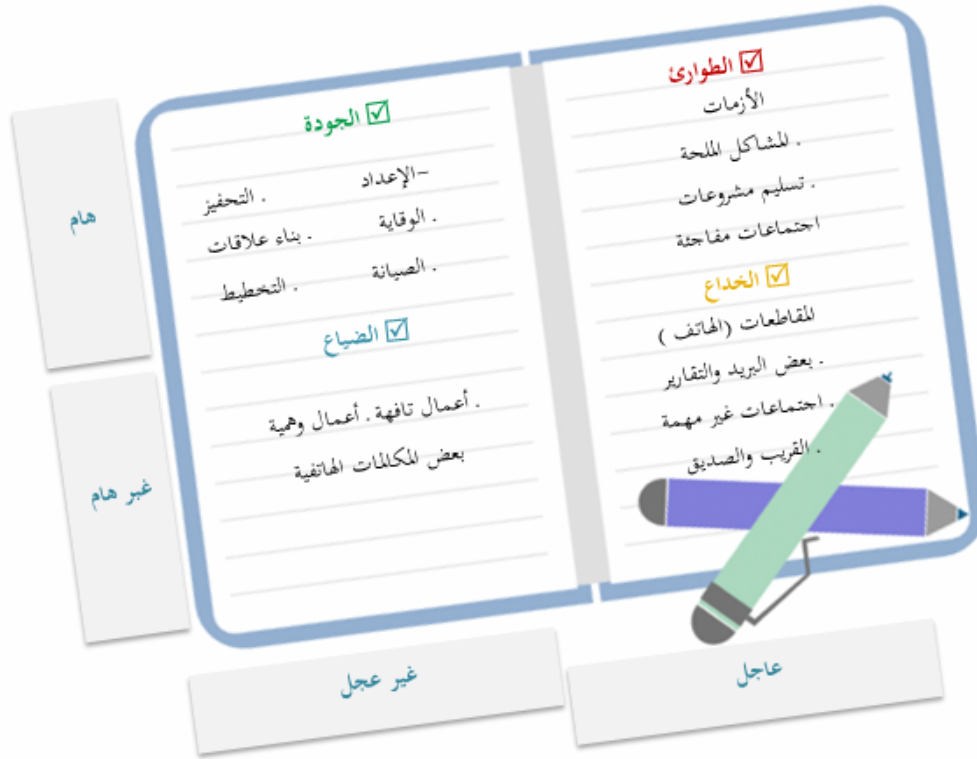 الطوارئ
الأزمات
. المشاكل الملحة
. تسليم مشروعات
اجتماعات مفاجئة
الخداع
المقاطعات (الهاتف )
. بعض البريد والتقارير
. اجتماعات غير مهمة
. القريب والصديق
الجودة
-الإعداد . التحفيز
. الوقاية . بناء علاقات
. الصيانة . التخطيط
الضياع
. أعمال تافهة . أعمال وهمية
بعض المكالمات الهاتفية
هام
غبر هام
عاجل
غير عجل